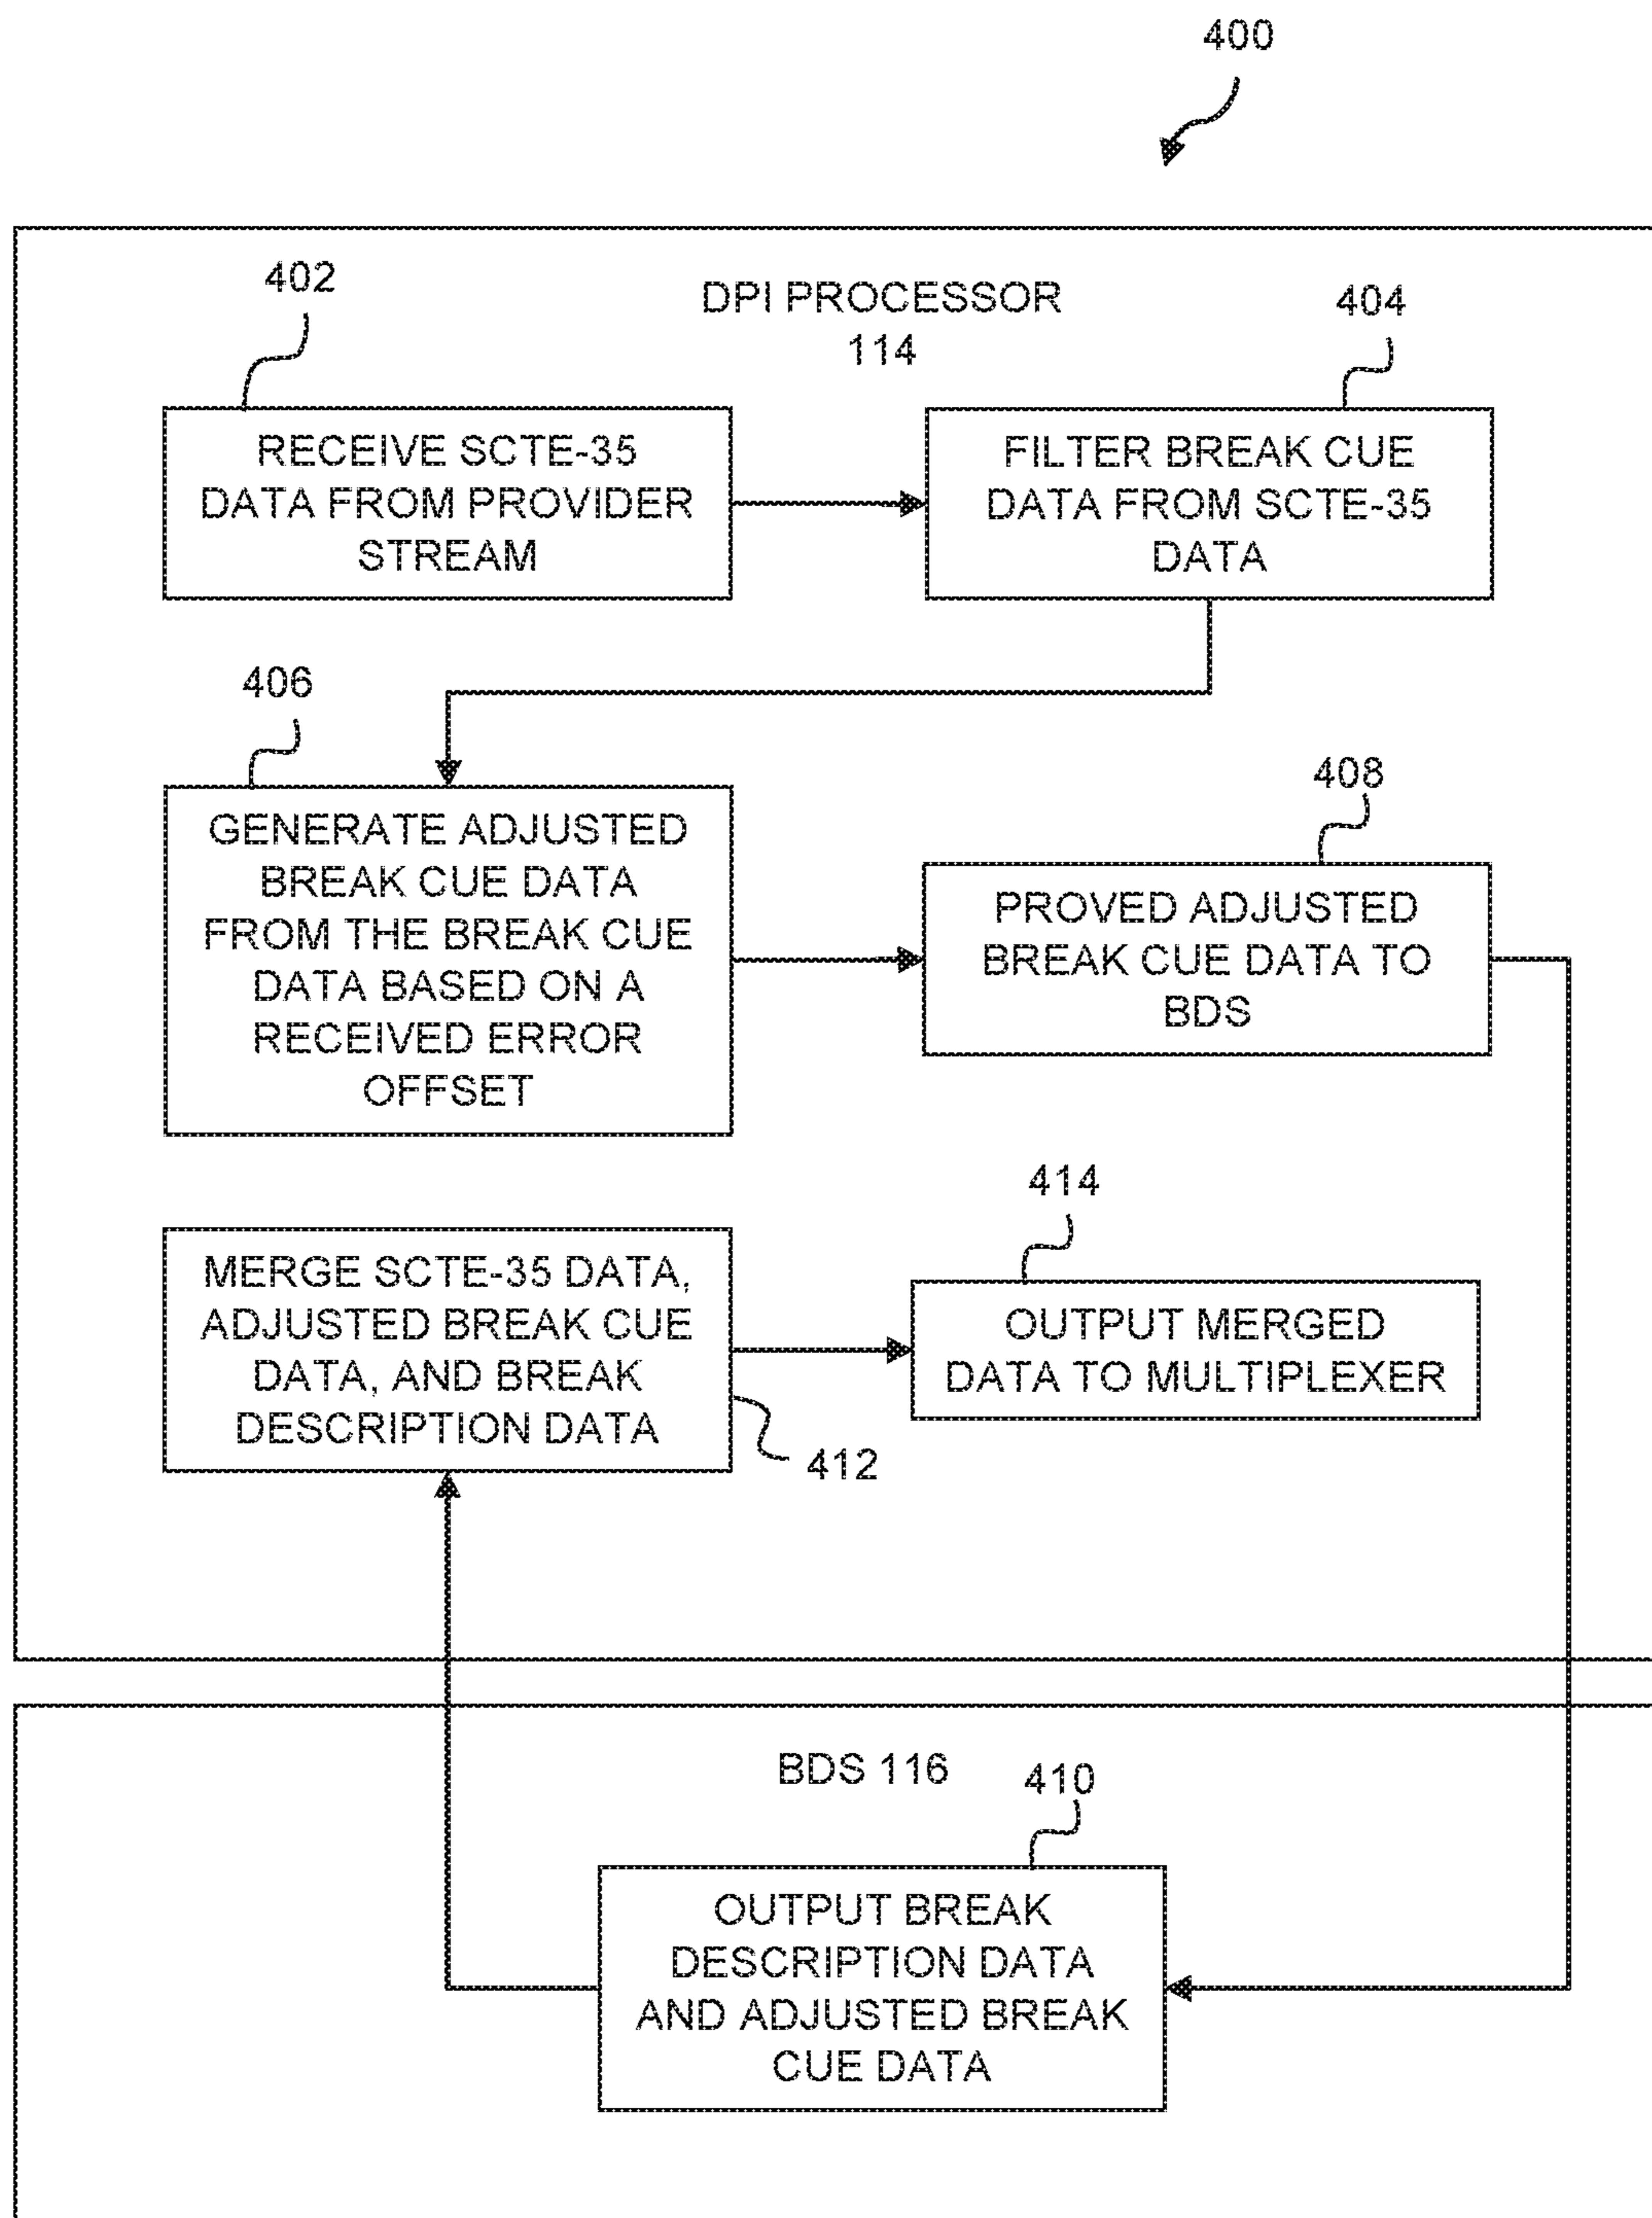 400
402
DPI PROCESSOR
114
404
RECEIVE SCTE-35
DATA FROM PROVIDER
STREAM
FILTER BREAK CUE
DATA FROM SCTE-35
DATA
406
408
GENERATE ADJUSTED
BREAK CUE DATA
FROM THE BREAK CUE
DATA BASED ON A
RECEIVED ERROR
OFFSET
PROVED ADJUSTED
BREAK CUE DATA TO
BDS
414
MERGE SCTE-35 DATA,
ADJUSTED BREAK CUE
DATA, AND BREAK
DESCRIPTION DATA
OUTPUT MERGED
DATA TO MULTIPLEXER
412
BDS 116
410
OUTPUT BREAK
DESCRIPTION DATA
AND ADJUSTED BREAK
CUE DATA